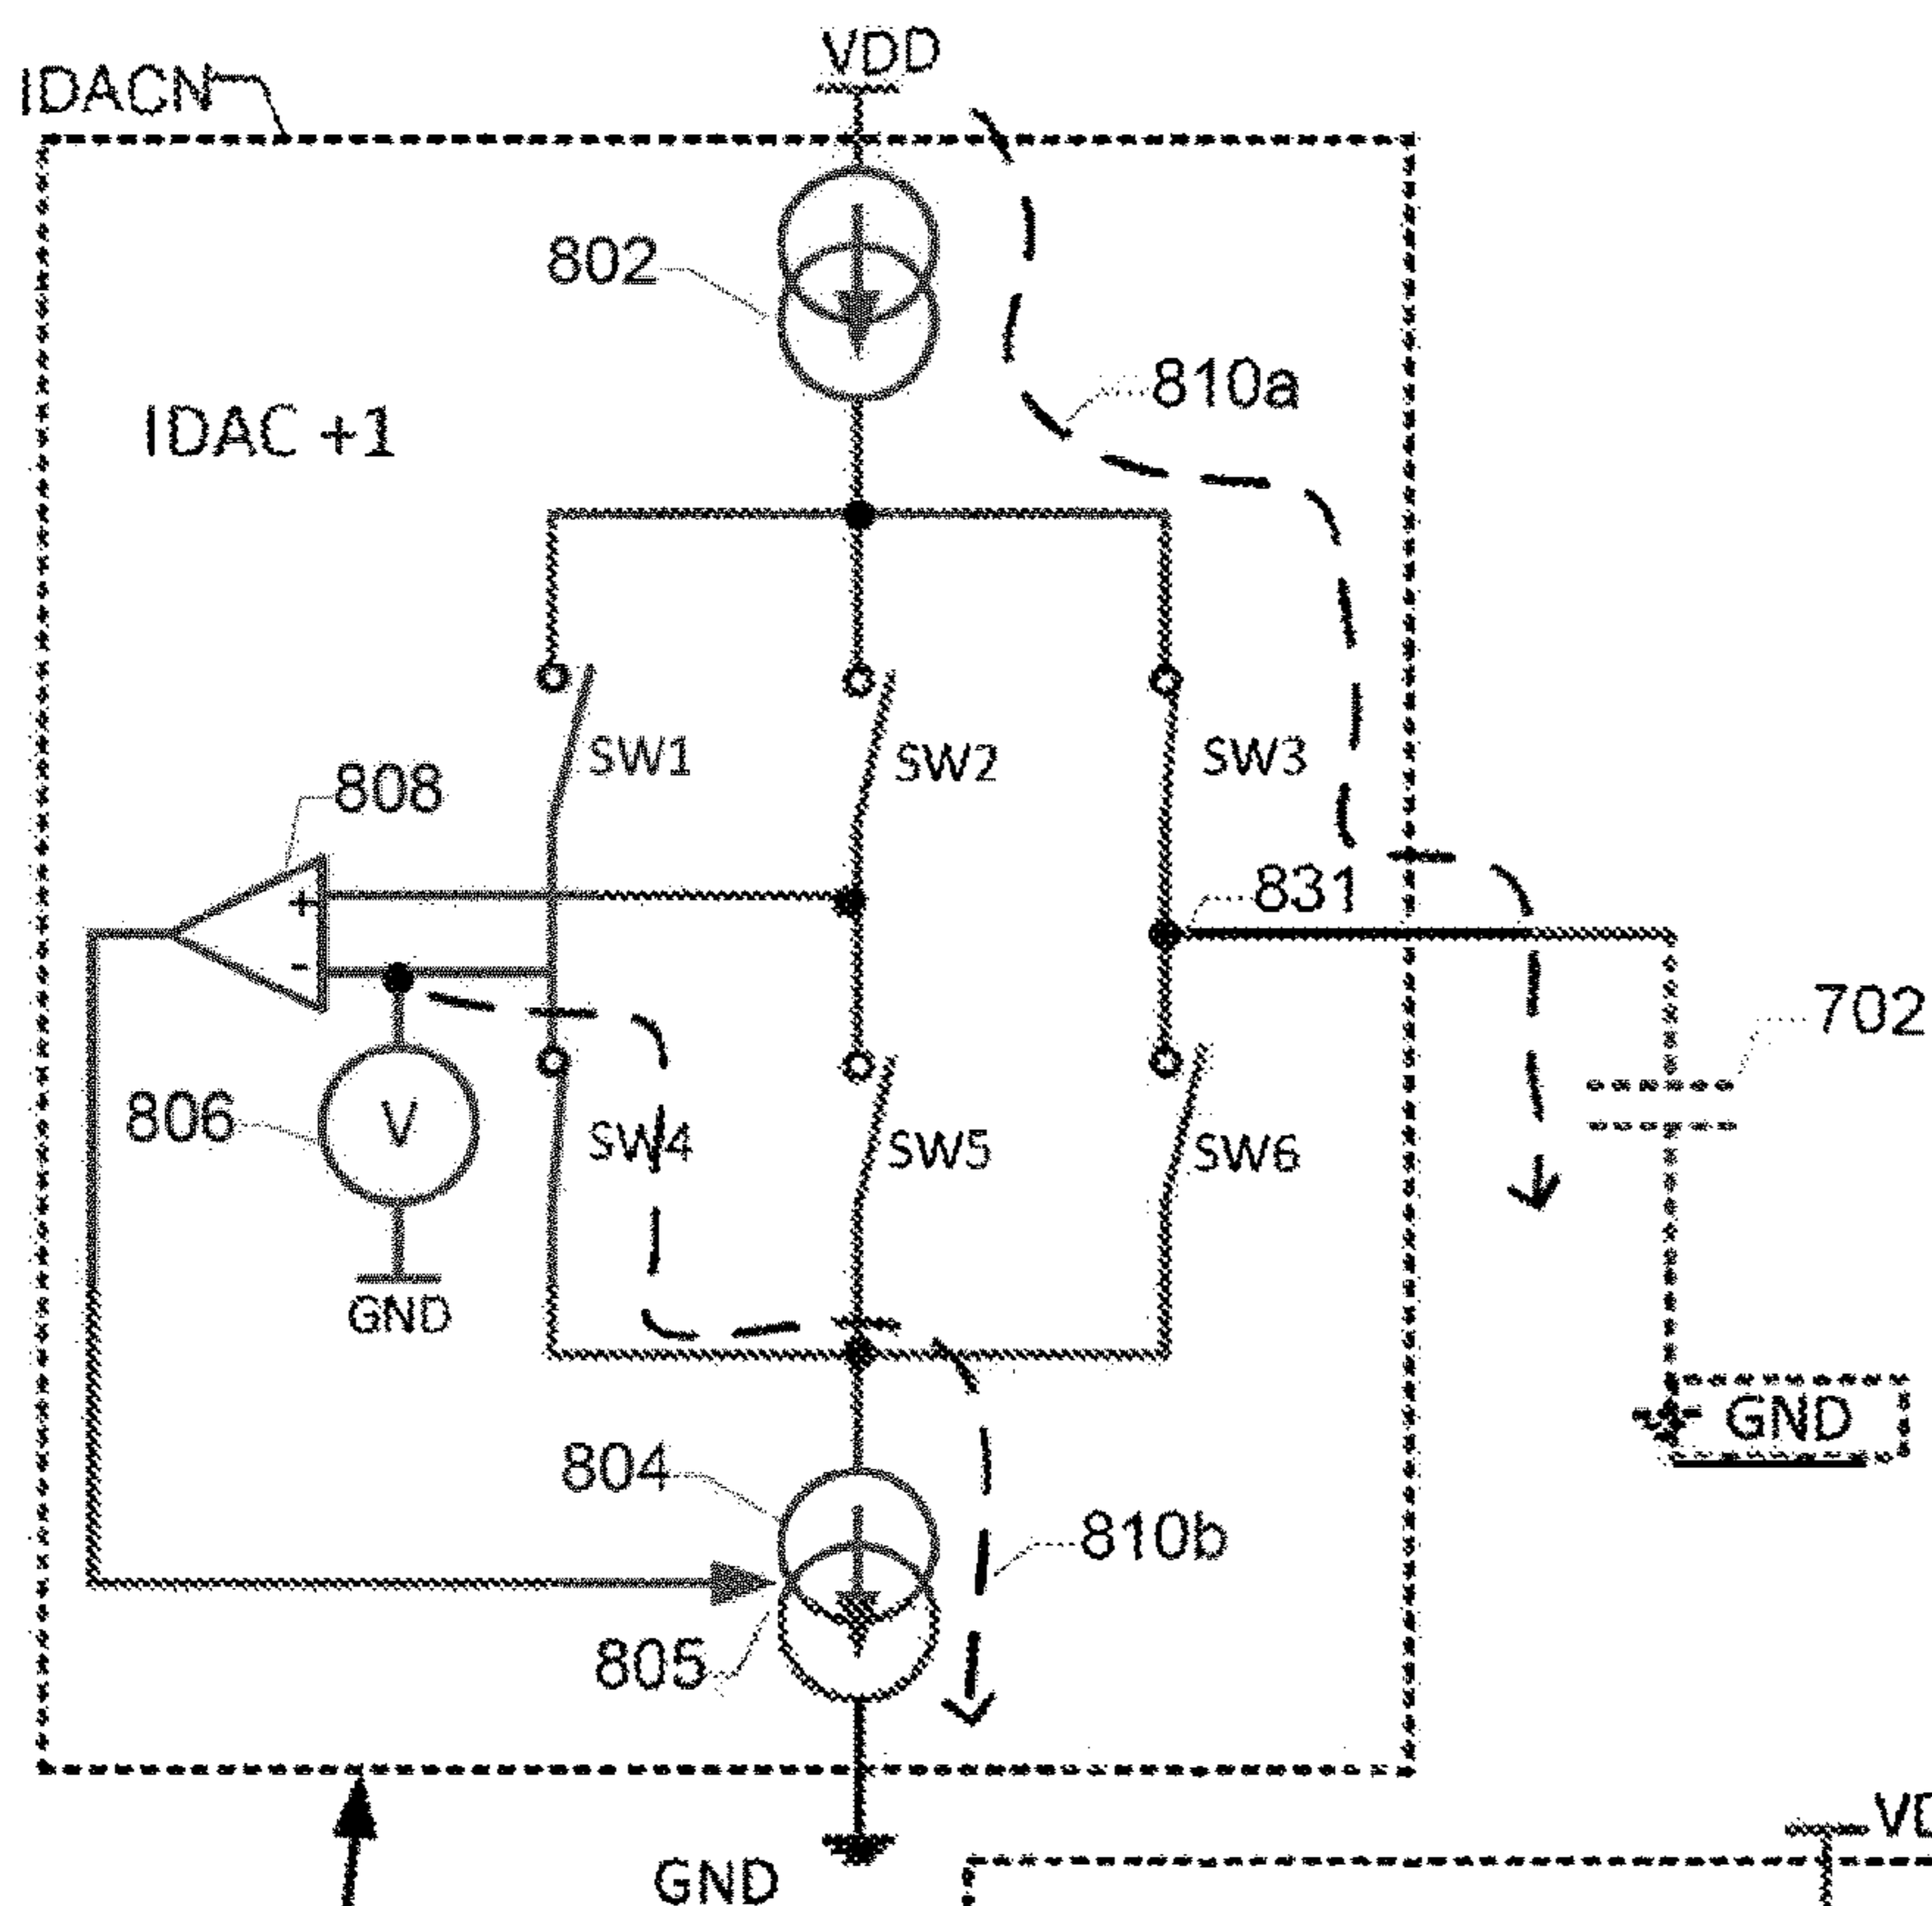 VDD
IDACN
802
810a
IDAC +1
SW1
SW2
SW3
808
831
+
-
702
806
V
SW4
SW5
SW6
GND
GND
804
810b
805
GND